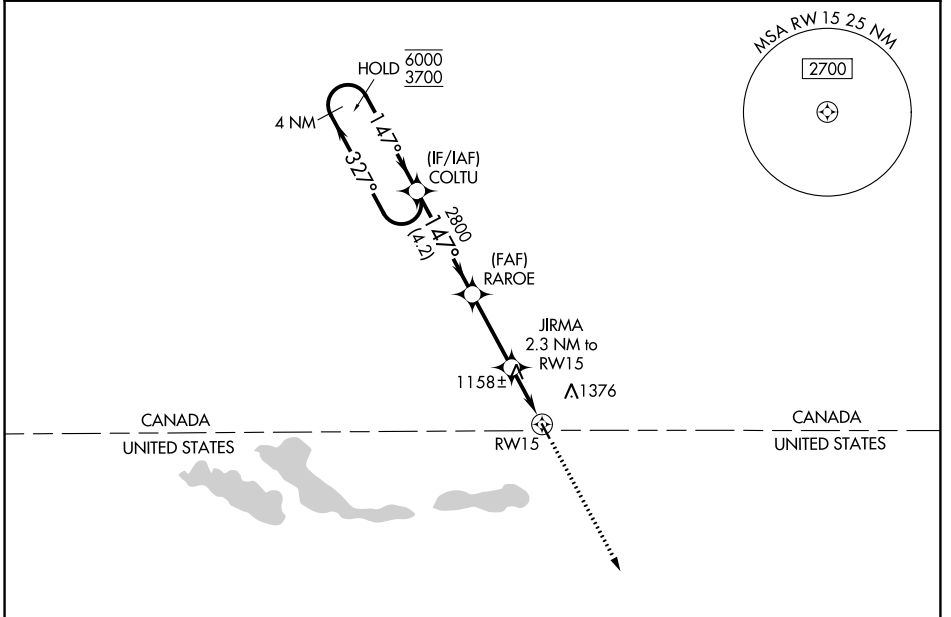 MSA RW 15 25 NM
2700
HOLD
6000
3700
4 NM
147°
327°
(IF/IAF)
COLTU
2800
147°
(4.2)
(FAF)
RAROE
JIRMA
2.3 NM to
RW15
1158±
1376
CANADA
UNITED STATES
RW15
CANADA
UNITED STATES